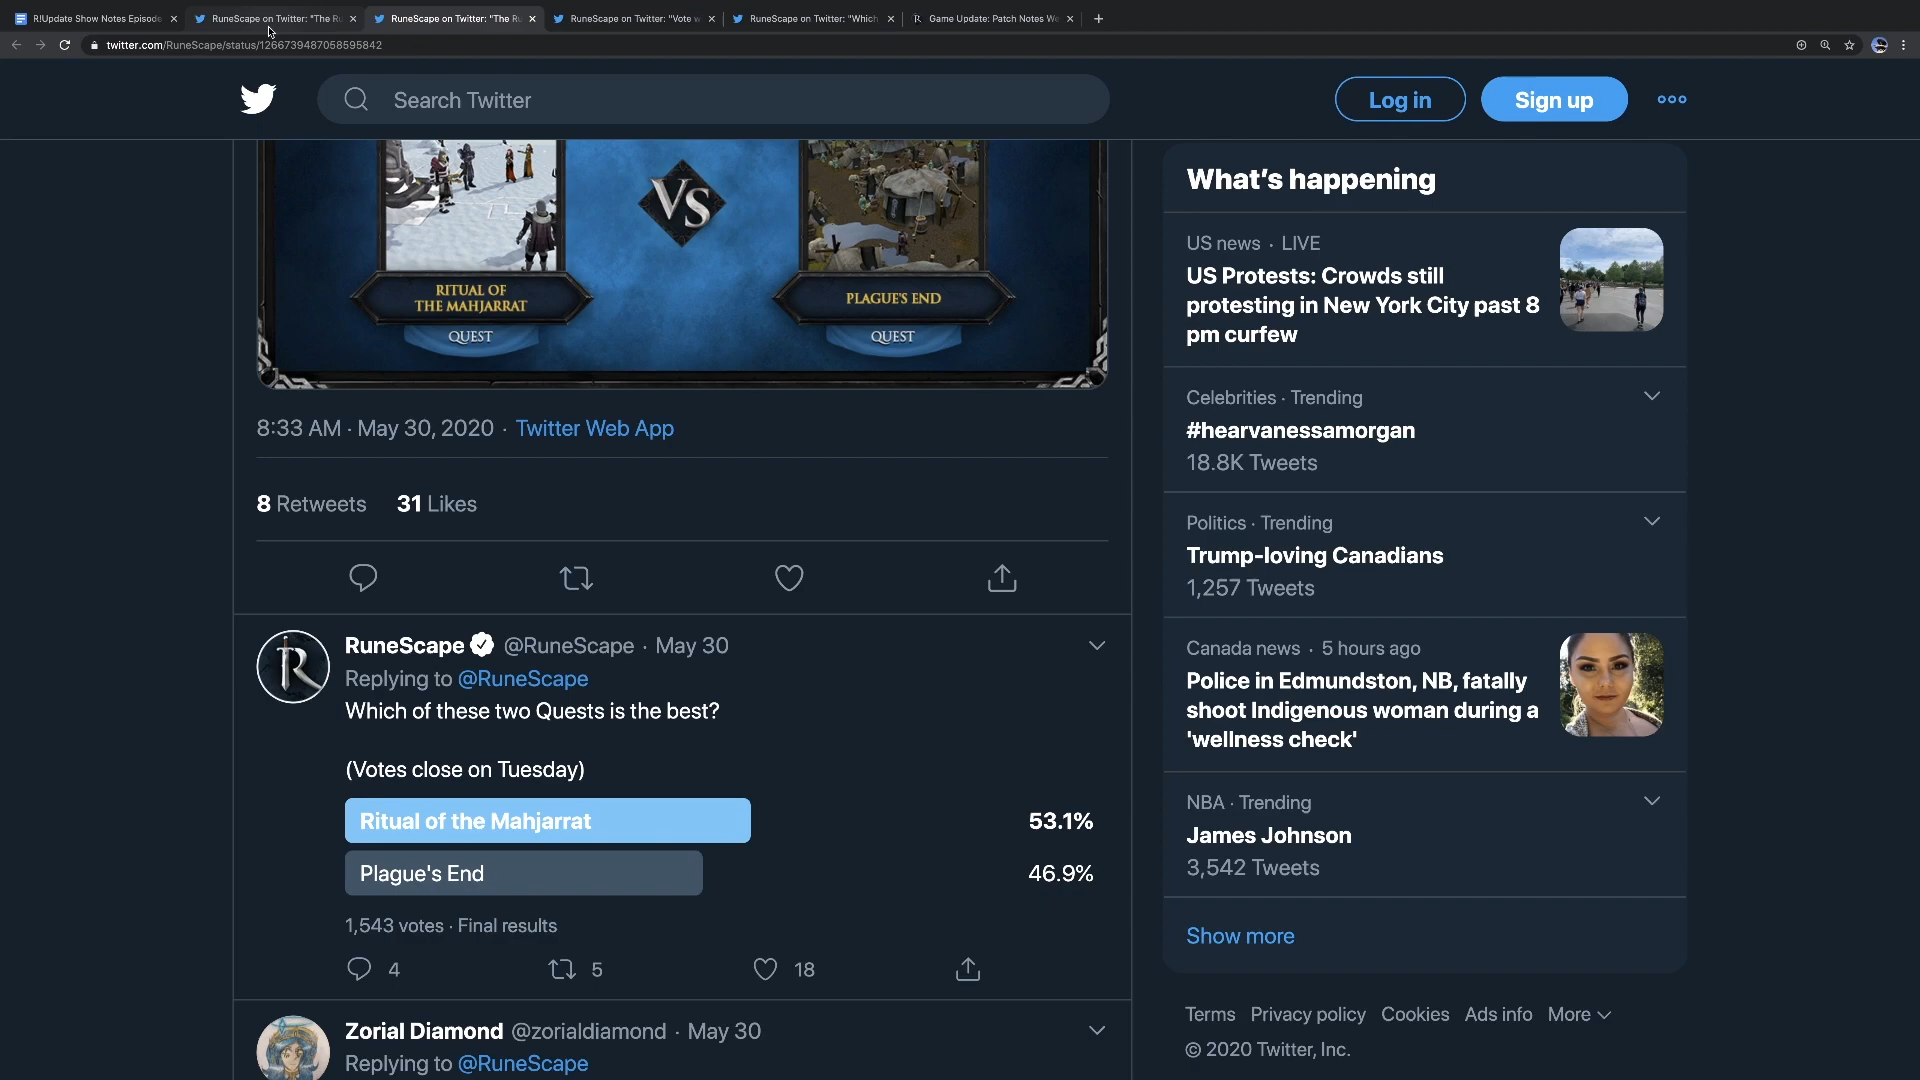 R!Update Show Notes Episode
RuneScape on Twitter: "The Ru
RuneScape on Twitter: "The Ru
RuneScape on Twitter: "Vote w
RuneScape on Twitter: "Which
Game Update: Patch Notes We
twitter.com/RuneScape/status/1266739487058595842
Search Twitter
Log in
Sign up
VS
RITUAL OF
THE MAHJARRAT
QUEST
PLAGUE'S END
QUEST
8:33 AM · May 30, 2020 · Twitter Web App
8 Retweets 31 Likes
RuneScape @RuneScape · May 30
Replying to @RuneScape
Which of these two Quests is the best?
(Votes close on Tuesday)
Ritual of the Mahjarrat 53.1%
Plague's End 46.9%
1,543 votes · Final results
4 5 18
Zorial Diamond @zorialdiamond · May 30
Replying to @RuneScape
What's happening
US news · LIVE
US Protests: Crowds still
protesting in New York City past 8
pm curfew
Celebrities · Trending
#hearvanessamorgan
18.8K Tweets
Politics · Trending
Trump-loving Canadians
1,257 Tweets
Canada news · 5 hours ago
Police in Edmundston, NB, fatally
shoot Indigenous woman during a
'wellness check'
NBA · Trending
James Johnson
3,542 Tweets
Show more
Terms Privacy policy Cookies Ads info More
© 2020 Twitter, Inc.